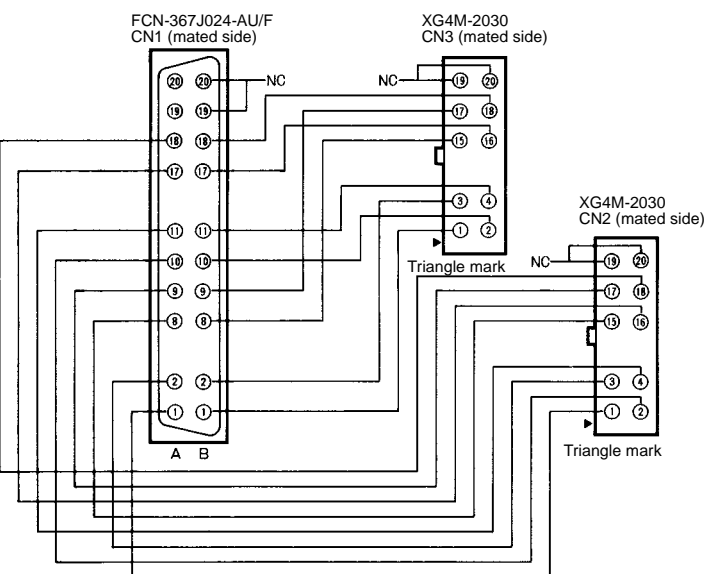 FCN-367J024-AU/F
CN1 (mated side)
XG4M-2030
CN3 (mated side)
20 20 NC
19 19
18 18
17 17
11 11
10 10
9 9
8 8
2 2
1 1
A B
NC 19 20
17 18
15 16
3 4
1 2
Triangle mark
XG4M-2030
CN2 (mated side)
NC 19 20
17 18
15 16
3 4
1 2
Triangle mark